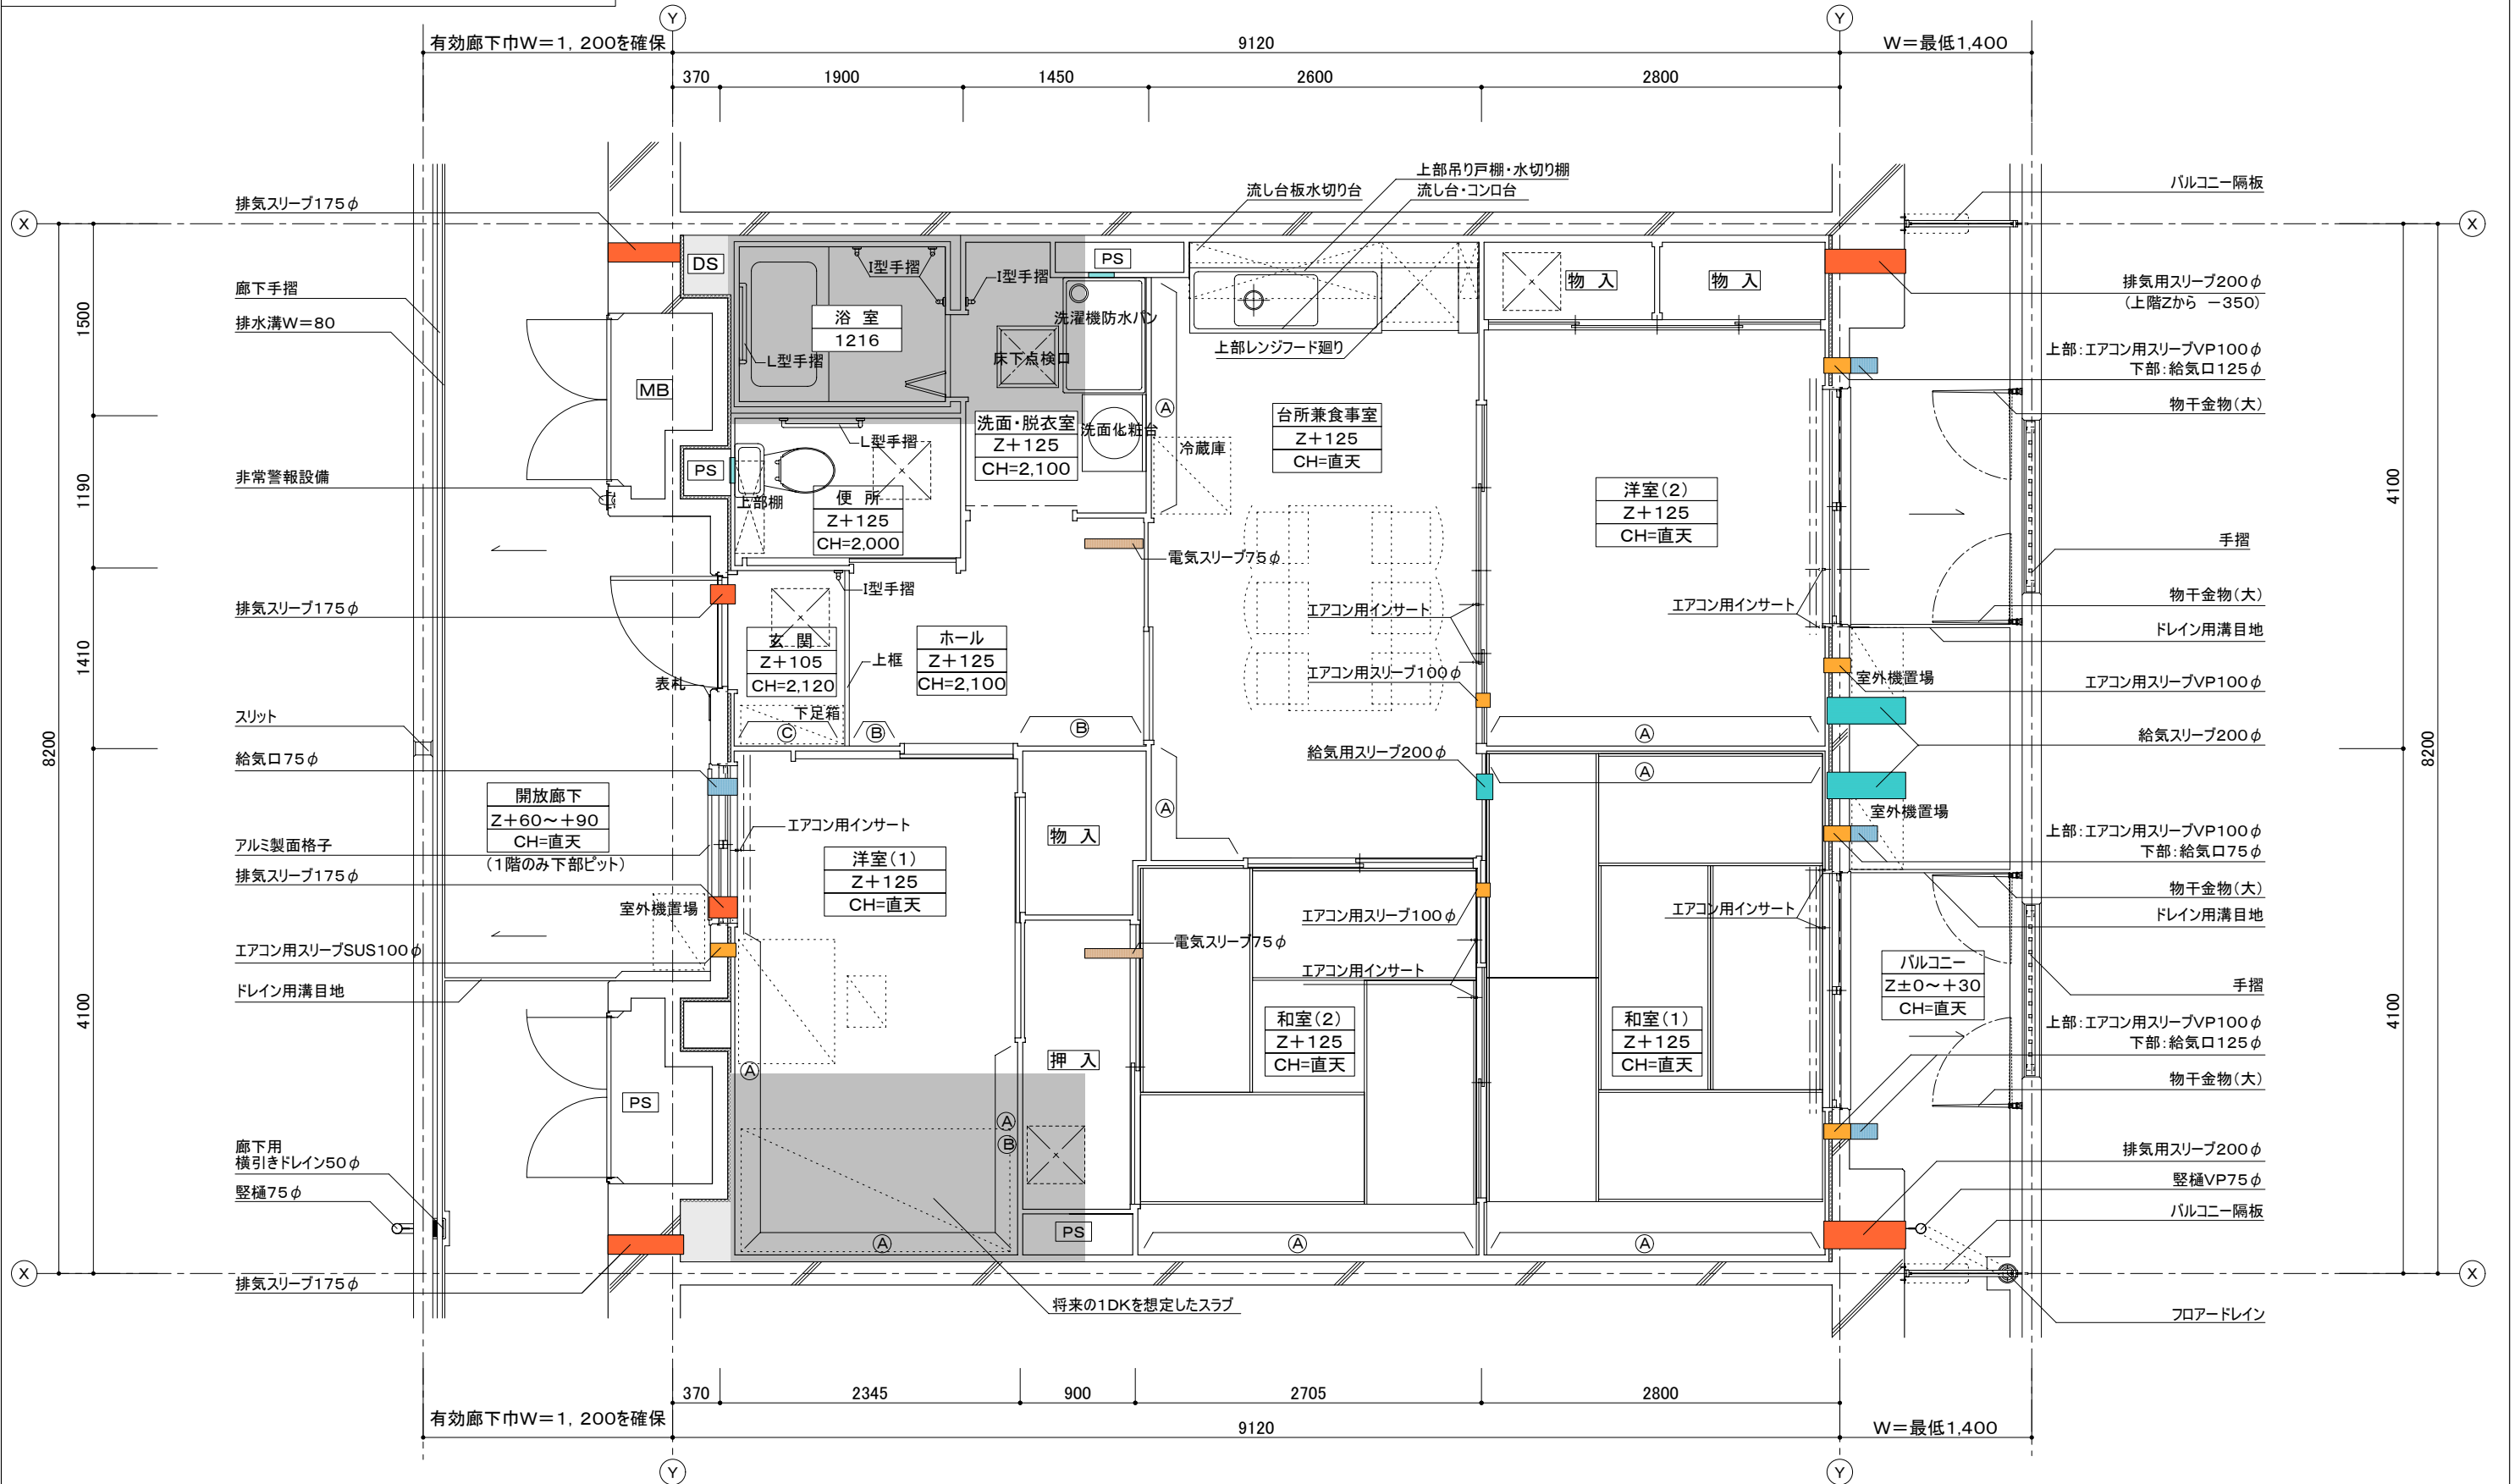 Y
Y
有効廊下巾W=1,200を確保
9120
W=最低1,400
370
1900
1450
2600
2800
上部吊り戸棚・水切り棚
流し台板水切り台
流し台・コンロ台
バルコニー隔板
排気スリーブ175φ
X
X
DS
I型手摺
I型手摺
PS
物 入
物 入
排気用スリーブ200φ
(上階Zから -350)
廊下手摺
排水溝W=80
浴 室
1216
洗濯機防水パン
L型手摺
床下点検口
上部レンジフード廻り
上部:エアコン用スリーブVP100φ
下部:給気口125φ
1500
MB
物干金物(大)
A
洗面・脱衣室
Z+125
CH=2,100
洗面化粧台
台所兼食事室
Z+125
CH=直天
L型手摺
冷蔵庫
非常警報設備
PS
上部棚
便 所
Z+125
CH=2,000
洋室(2)
Z+125
CH=直天
1190
4100
4100
手摺
電気スリーブ75φ
I型手摺
排気スリーブ175φ
エアコン用インサート
エアコン用インサート
物干金物(大)
ドレイン用溝目地
玄 関
Z+105
CH=2,120
上框
ホール
Z+125
CH=2,100
1410
表札
エアコン用スリーブ100φ
室外機置場
エアコン用スリーブVP100φ
スリット
下足箱
C
B
B
A
8200
8200
給気スリーブ200φ
給気口75φ
給気用スリーブ200φ
A
開放廊下
Z+60~+90
CH=直天
(1階のみ下部ピット)
A
室外機置場
エアコン用インサート
物 入
上部:エアコン用スリーブVP100φ
下部:給気口75φ
アルミ製面格子
洋室(1)
Z+125
CH=直天
排気スリーブ175φ
室外機置場
エアコン用スリーブ100φ
エアコン用インサート
物干金物(大)
ドレイン用溝目地
エアコン用スリーブSUS100φ
電気スリーブ75φ
エアコン用インサート
バルコニー
Z±0~+30
CH=直天
ドレイン用溝目地
手摺
4100
4100
和室(2)
Z+125
CH=直天
和室(1)
Z+125
CH=直天
上部:エアコン用スリーブVP100φ
下部:給気口125φ
押 入
A
物干金物(大)
PS
A
B
廊下用
横引きドレイン50φ
排気用スリーブ200φ
竪樋75φ
竪樋VP75φ
バルコニー隔板
PS
A
A
A
X
X
排気スリーブ175φ
将来の1DKを想定したスラブ
フロアードレイン
370
2345
900
2705
2800
有効廊下巾W=1,200を確保
9120
W=最低1,400
Y
Y